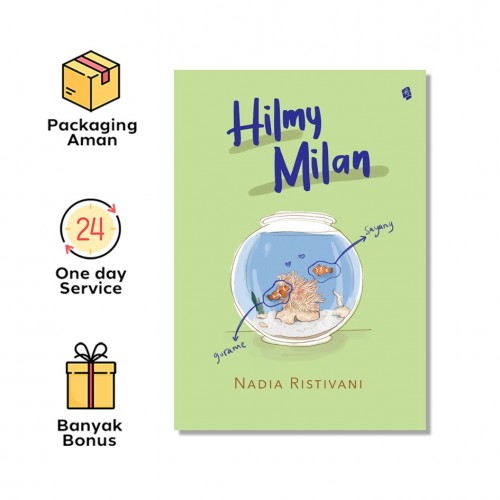 Packaging
Aman
24
One day
Service
Banyak
Bonus
Hilmy
Milan
Sayang
gurame
NADIA RISTIVANI